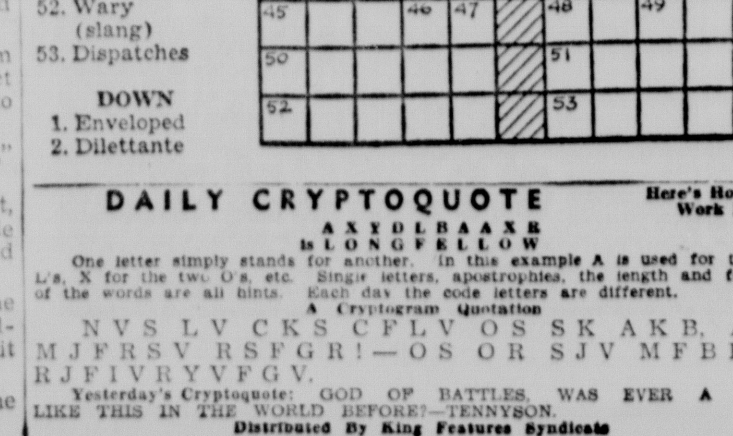 52. Wary
(slang)
53. Dispatches
DOWN
1. Enveloped
2. Dilettante
45 46 47 48 49
50 51
52 53
DAILY CRYPTOQUOTE
Here's
Work
A X Y D L B A A X R
is L O N G F E L L O W
One letter simply stands for another. In this example A is used for
L's, X for the two O's, etc. Single letters, apostrophies, the length and
of the words are all hints. Each day the code letters are different.
A Cryptogram Quotation
N V S L V C K S C F L V O S S K A K B,
M J F R S V R S F G R ! — O S O R S J V M F B
R J F I V R Y V F G V.
Yesterday's Cryptoquote: GOD OF BATTLES, WAS EVER A
LIKE THIS IN THE WORLD BEFORE?—TENNYSON.
Distributed By King Features Syndicate